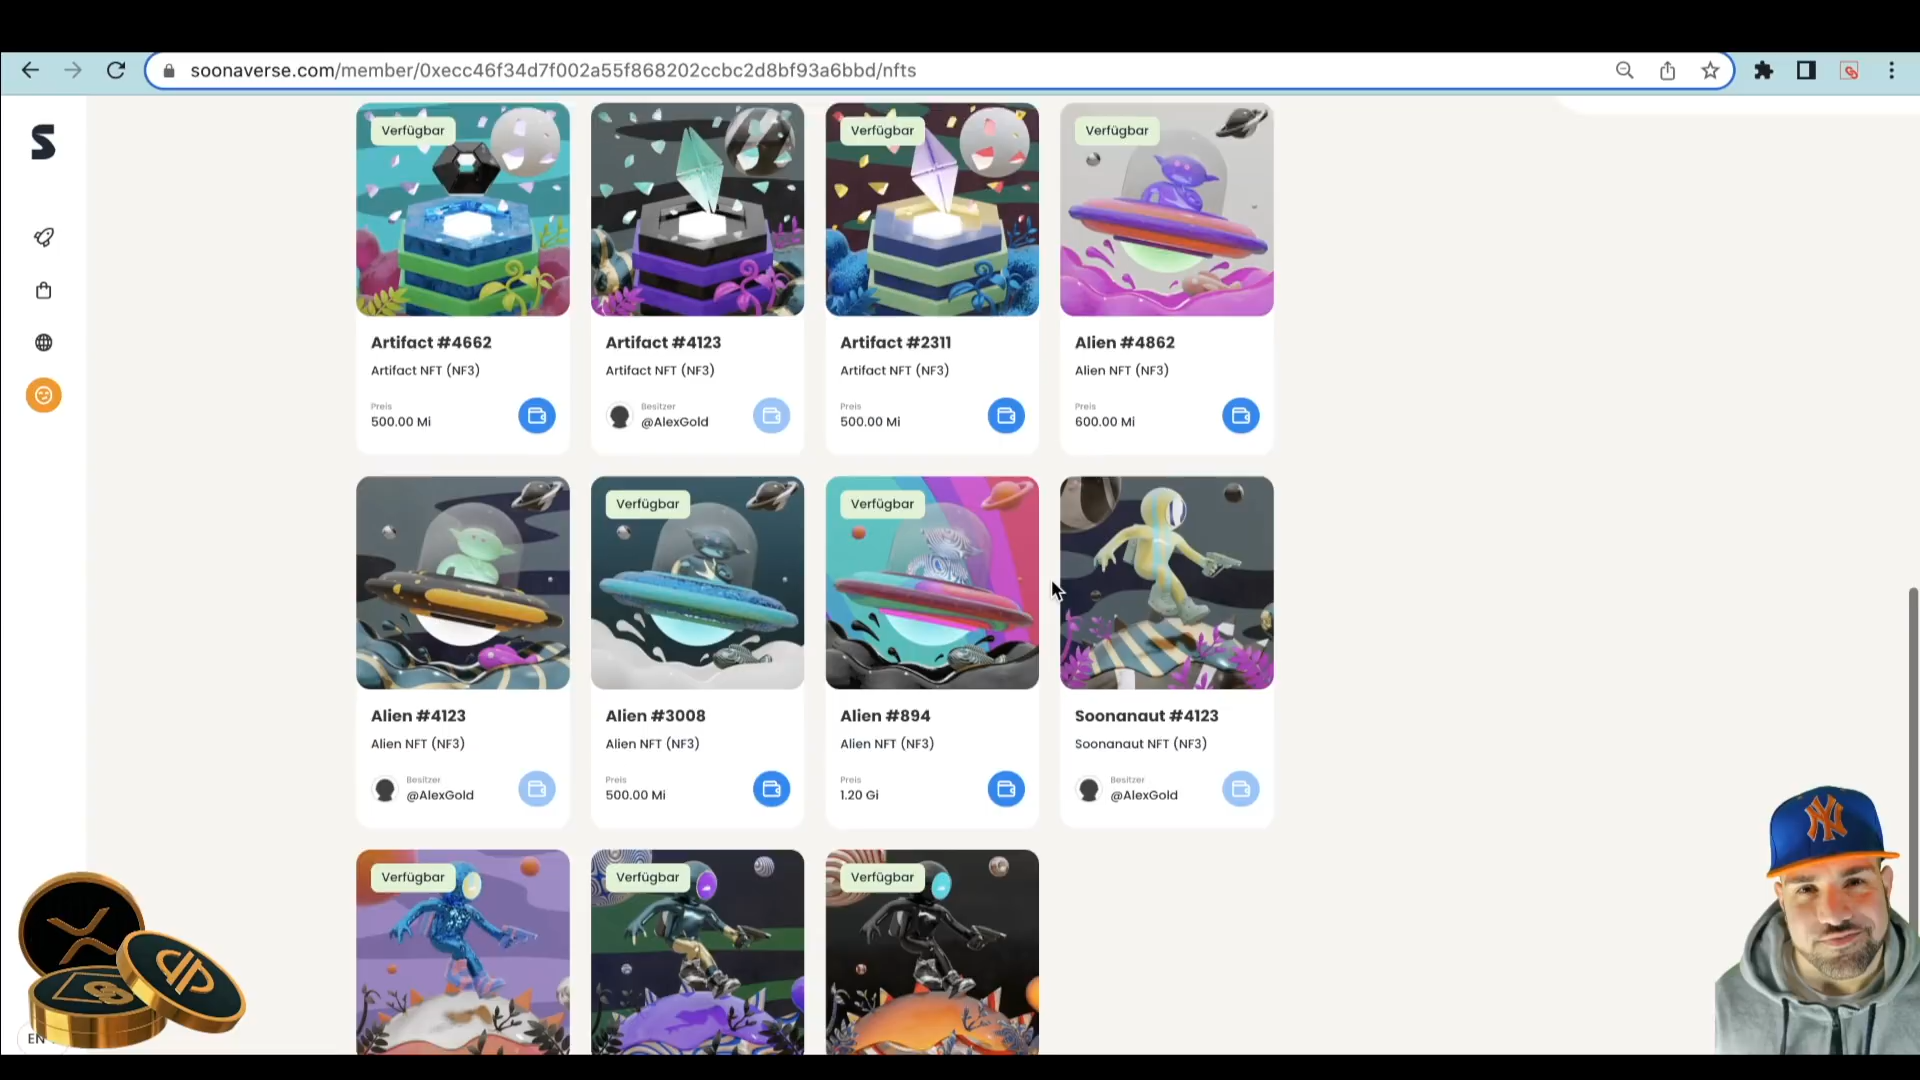 soonaverse.com/member/0xecc46f34d7f002a55f868202ccbc2d8bf93a6bbd/nfts
S
Verfügbar
Verfügbar
Verfügbar
Artifact #4662
Artifact NFT (NF3)
Preis
500.00 Mi
Artifact #4123
Artifact NFT (NF3)
Besitzer
@AlexGold
Artifact #2311
Artifact NFT (NF3)
Preis
500.00 Mi
Alien #4862
Alien NFT (NF3)
Preis
600.00 Mi
Verfügbar
Verfügbar
Alien #4123
Alien NFT (NF3)
Besitzer
@AlexGold
Alien #3008
Alien NFT (NF3)
Preis
500.00 Mi
Alien #894
Alien NFT (NF3)
Preis
1.20 Gi
Soonanaut #4123
Soonanaut NFT (NF3)
Besitzer
@AlexGold
Verfügbar
Verfügbar
Verfügbar
NY
EN